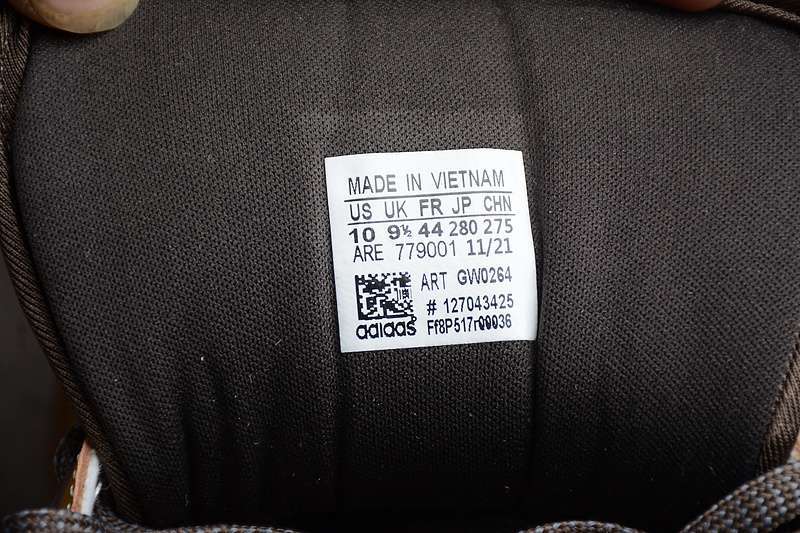 MADE IN VIETNAM
US UK FR JP CHN
10 9½ 44 280 275
ARE 779001 11/21
ART GW0264
# 127043425
adidas Ff8P517r00036